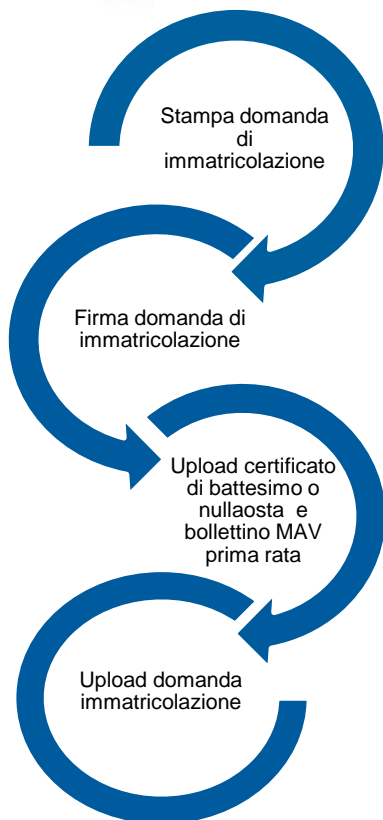 Stampa domanda
di
immatricolazione
Firma domanda di
immatricolazione
Upload certificato
di battesimo o
nullaosta e
bollettino MAV
prima rata
Upload domanda
immatricolazione